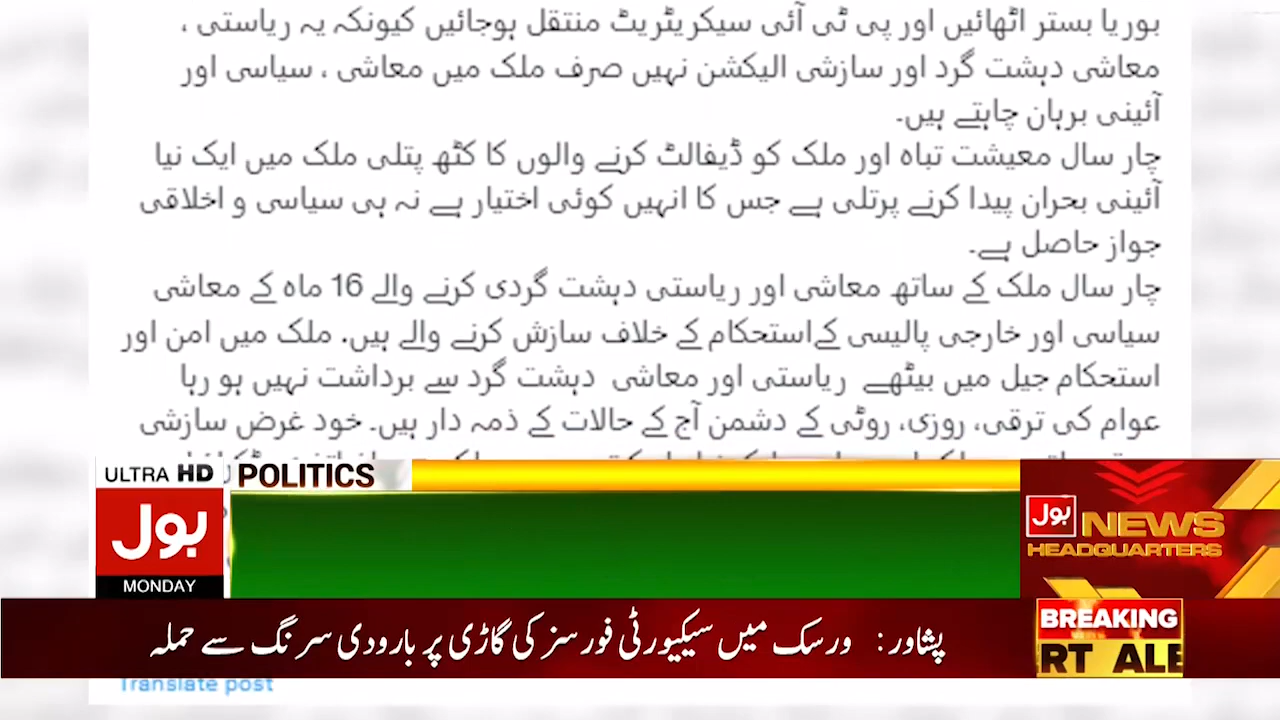 بوریا بستر اٹھائیں اور پی ٹی آئی سیکریٹریٹ منتقل ہوجائیں کیونکہ یہ ریاستی ،
معاشی دہشت گرد اور سازشی الیکشن نہیں صرف ملک میں معاشی ، سیاسی اور
آئینی برہان چاہتے ہیں۔
چار سال معیشت تباہ اور ملک کو ڈیفالٹ کرنے والوں کا کٹھ پتلی ملک میں ایک نیا
آئینی بحران پیدا کرنے پرتلی ہے جس کا انہیں کوئی اختیار ہے نہ ہی سیاسی و اخلاقی
جواز حاصل ہے۔
چار سال ملک کے ساتھ معاشی اور ریاستی دہشت گردی کرنے والے 16 ماہ کے معاشی
سیاسی اور خارجی پالیسی کےاستحکام کے خلاف سازش کرنے والے ہیں. ملک میں امن اور
استحکام جیل میں بیٹھے ریاستی اور معاشی دہشت گرد سے برداشت نہیں ہو رہا
عوام کی ترقی، روزی، روٹی کے دشمن آج کے حالات کے ذمہ دار ہیں۔ خود غرض سازشی
ULTRA HD POLITICS
بول
MONDAY
بول NEWS
HEADQUARTERS
پشاور: ورسک میں سیکیورٹی فورسز کی گاڑی پر بارودی سرنگ سے حملہ
BREAKING
RT ALE
Translate post